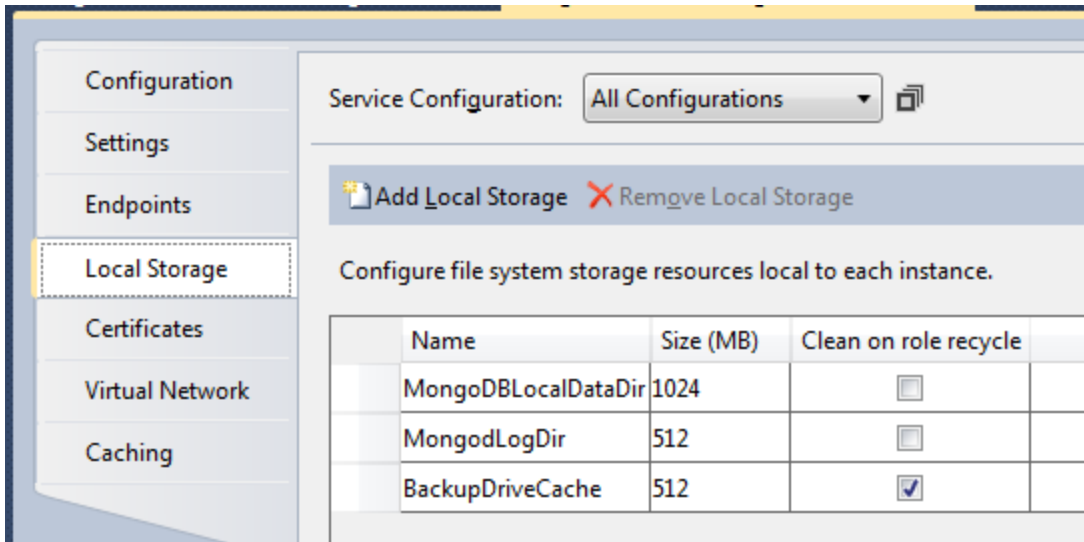 Configuration
Settings
Endpoints
Local Storage
Certificates
Virtual Network
Caching
Service Configuration: All Configurations
Add Local Storage Remove Local Storage
Configure file system storage resources local to each instance.
Name Size (MB) Clean on role recycle
MongoDBLocalDataDir 1024
MongodLogDir 512
BackupDriveCache 512